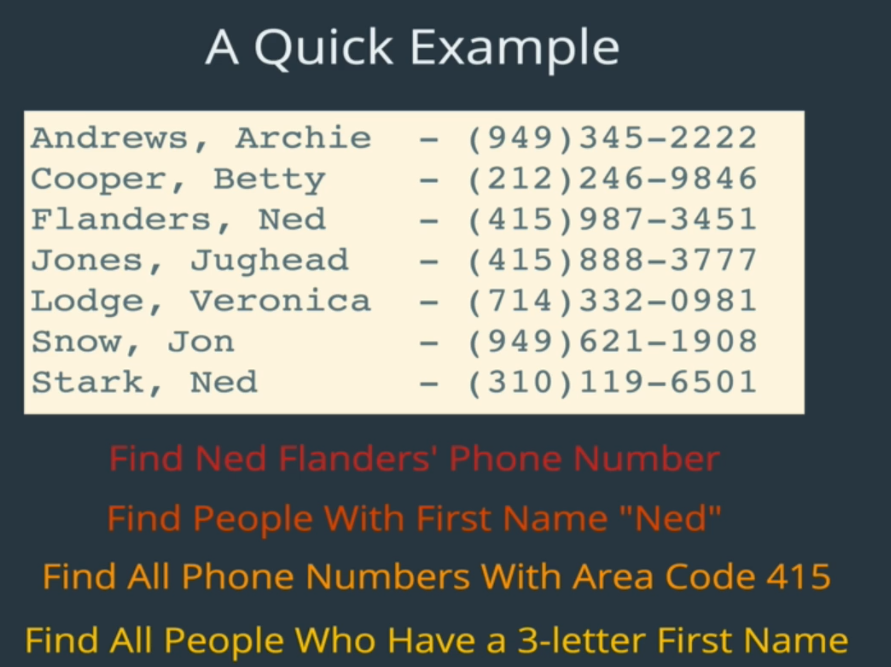 A Quick Example
Andrews, Archie - (949)345-2222
Cooper, Betty - (212)246-9846
Flanders, Ned - (415)987-3451
Jones, Jughead - (415)888-3777
Lodge, Veronica - (714)332-0981
Snow, Jon - (949)621-1908
Stark, Ned - (310)119-6501
Find Ned Flanders' Phone Number
Find People With First Name "Ned"
Find All Phone Numbers With Area Code 415
Find All People Who Have a 3-letter First Name